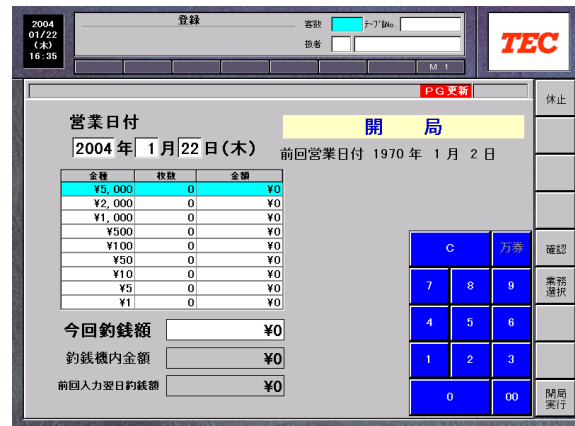 2004
01/22
(木)
16:35
登録
客数
ﾃｰﾌﾞﾙNo.
扱者
M 1
TEC
PG更新
休止
営業日付
2004 年 1 月 22 日(木)
開 局
前回営業日付 1970 年 1 月 2 日
金種 枚数 金額
¥5,000 0 ¥0
¥2,000 0 ¥0
¥1,000 0 ¥0
¥500 0 ¥0
¥100 0 ¥0
¥50 0 ¥0
¥10 0 ¥0
¥5 0 ¥0
¥1 0 ¥0
今回釣銭額 ¥0
釣銭機内金額 ¥0
前回入力翌日釣銭額 ¥0
C 万券
7 8 9
4 5 6
1 2 3
0 00
確認
業務
選択
開局
実行